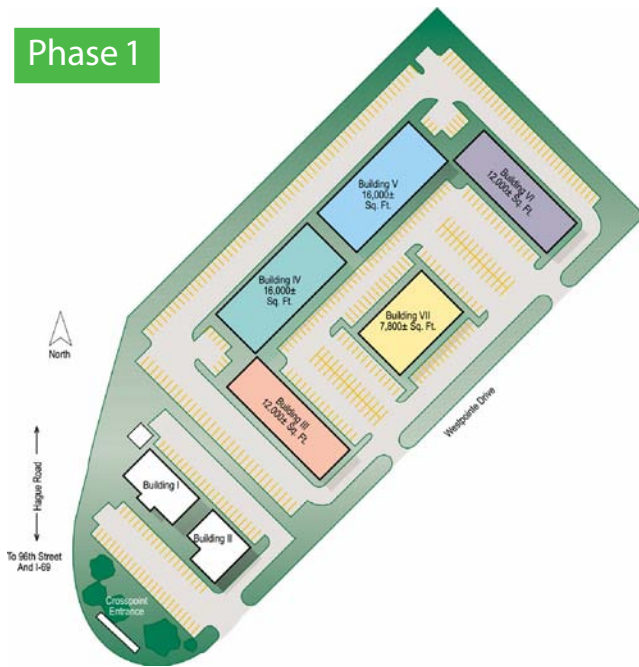 Phase 1
Building V
16,000±
Sq. Ft.
Building VI
12,000±
Sq. Ft.
Building IV
16,000±
Sq. Ft.
Building VII
7,800± Sq. Ft.
North
Building III
12,000±
Sq. Ft.
Westpointe Drive
Hague Road
Building I
Building II
To 96th Street
And I-69
Crosspoint
Entrance